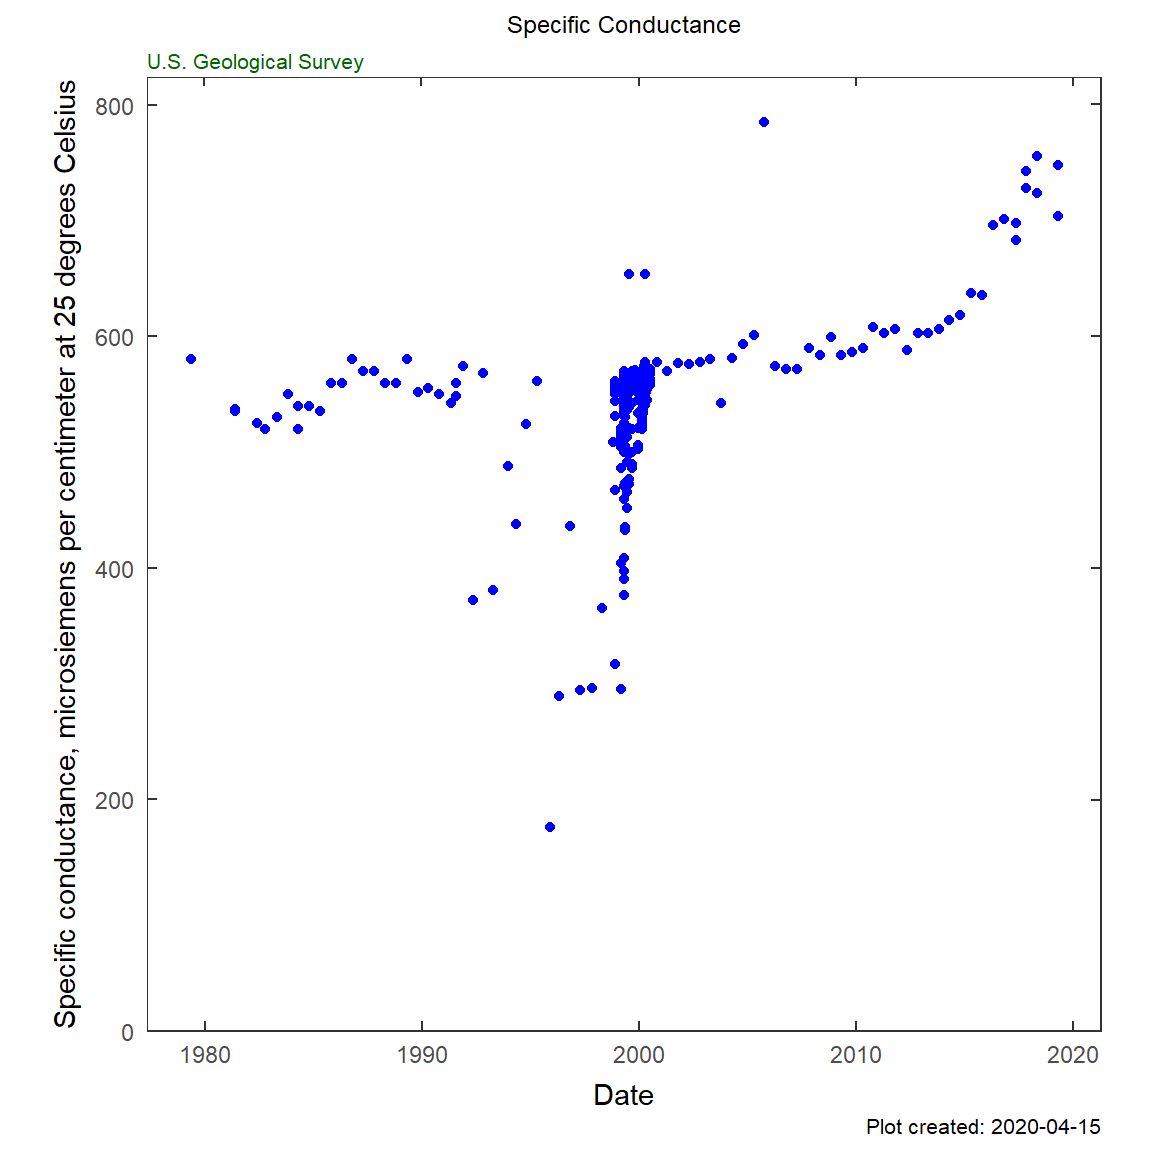 Specific Conductance
U.S. Geological Survey
Specific conductance, microsiemens per centimeter at 25 degrees Celsius
800
600
400
200
0
1980 1990 2000 2010 2020
Date
Plot created: 2020-04-15